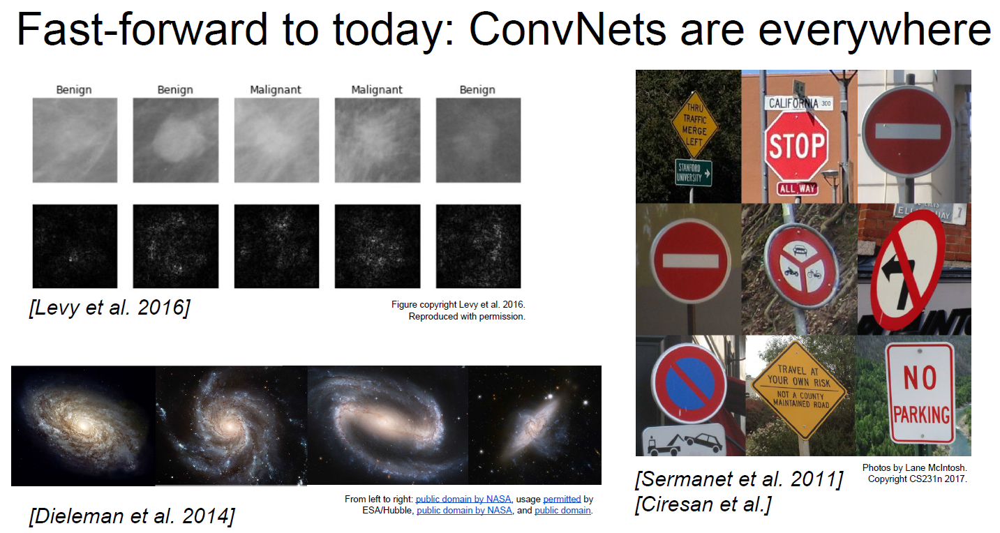 Fast-forward to today: ConvNets are everywhere
Benign
Benign
Malignant
Malignant
Benign
[Levy et al. 2016]
Figure copyright Levy et al. 2016.
Reproduced with permission.
From left to right: public domain by NASA, usage permitted by
ESA/Hubble, public domain by NASA, and public domain.
[Dieleman et al. 2014]
THRU
TRAFFIC
MERGE
LEFT
STANFORD
UNIVERSITY
CALIFORNIA 300
STOP
ALL WAY
TRAVEL AT
YOUR OWN RISK
NOT A COUNTY
MAINTAINED ROAD
NO
PARKING
[Sermanet et al. 2011]
[Ciresan et al.]
Photos by Lane McIntosh.
Copyright CS231n 2017.